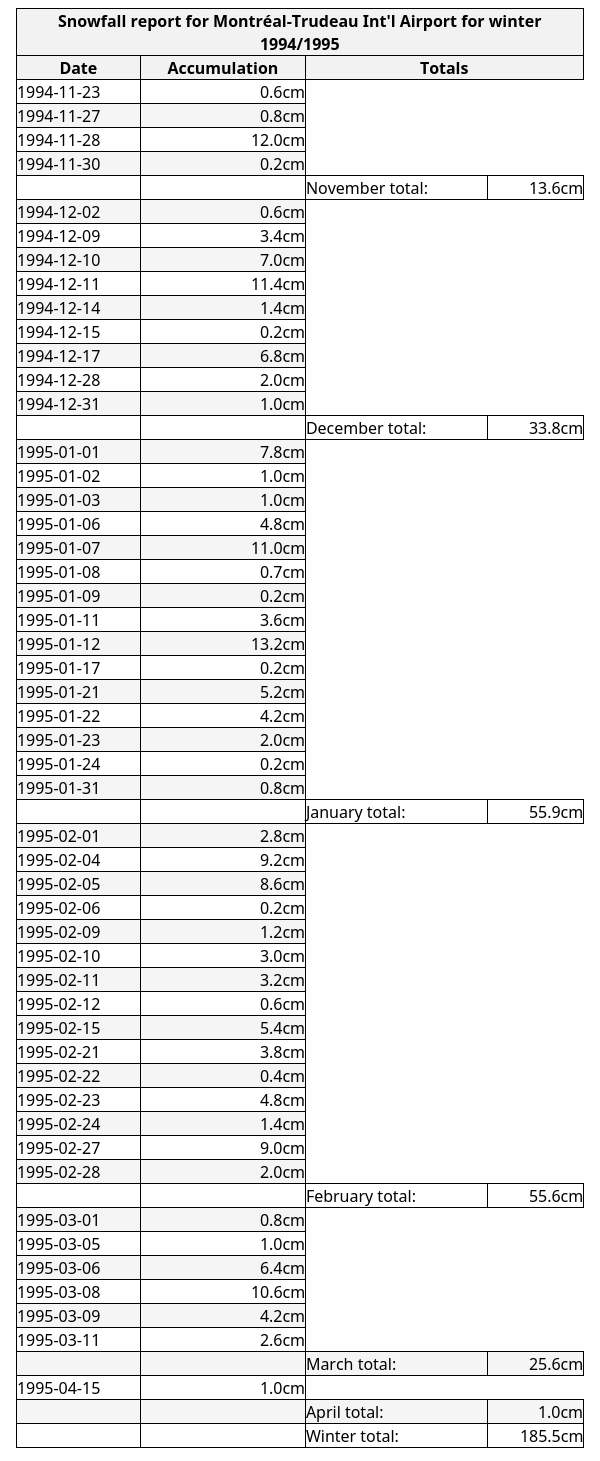 Snowfall report for Montréal-Trudeau Int'l Airport for winter
1994/1995
Date Accumulation Totals
1994-11-23 0.6cm
1994-11-27 0.8cm
1994-11-28 12.0cm
1994-11-30 0.2cm
November total: 13.6cm
1994-12-02 0.6cm
1994-12-09 3.4cm
1994-12-10 7.0cm
1994-12-11 11.4cm
1994-12-14 1.4cm
1994-12-15 0.2cm
1994-12-17 6.8cm
1994-12-28 2.0cm
1994-12-31 1.0cm
December total: 33.8cm
1995-01-01 7.8cm
1995-01-02 1.0cm
1995-01-03 1.0cm
1995-01-06 4.8cm
1995-01-07 11.0cm
1995-01-08 0.7cm
1995-01-09 0.2cm
1995-01-11 3.6cm
1995-01-12 13.2cm
1995-01-17 0.2cm
1995-01-21 5.2cm
1995-01-22 4.2cm
1995-01-23 2.0cm
1995-01-24 0.2cm
1995-01-31 0.8cm
January total: 55.9cm
1995-02-01 2.8cm
1995-02-04 9.2cm
1995-02-05 8.6cm
1995-02-06 0.2cm
1995-02-09 1.2cm
1995-02-10 3.0cm
1995-02-11 3.2cm
1995-02-12 0.6cm
1995-02-15 5.4cm
1995-02-21 3.8cm
1995-02-22 0.4cm
1995-02-23 4.8cm
1995-02-24 1.4cm
1995-02-27 9.0cm
1995-02-28 2.0cm
February total: 55.6cm
1995-03-01 0.8cm
1995-03-05 1.0cm
1995-03-06 6.4cm
1995-03-08 10.6cm
1995-03-09 4.2cm
1995-03-11 2.6cm
March total: 25.6cm
1995-04-15 1.0cm
April total: 1.0cm
Winter total: 185.5cm